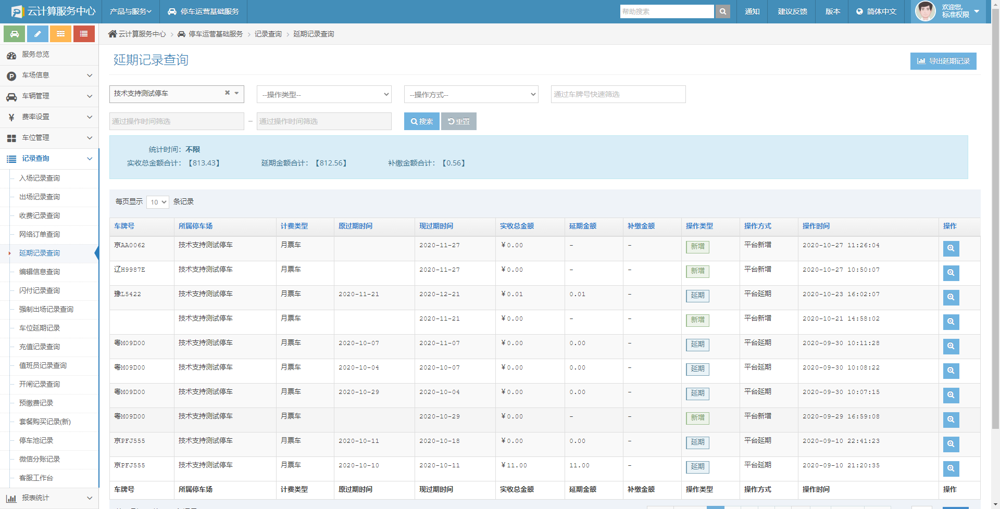 云计算服务中心 产品与服务 停车运营基础服务 帮助搜索 通知 建议反馈 版本 简体中文 欢迎您, 标准权限
云计算服务中心 > 停车运营基础服务 > 记录查询 > 延期记录查询
服务总览
车场信息
车辆管理
费率设置
车位管理
记录查询
入场记录查询
出场记录查询
收费记录查询
网络订单查询
延期记录查询
编辑信息查询
闪付记录查询
强制出场记录查询
车位延期记录
充值记录查询
值班员记录查询
开闸记录查询
预缴费记录
套餐购买记录(新)
停车池记录
微信分账记录
客服工作台
报表统计
延期记录查询 导出延期记录
技术支持测试停车 --操作类型-- --操作方式-- 通过车牌号快速筛选
通过操作时间筛选 – 通过操作时间筛选 搜索 重置
统计时间：不限
实收总金额合计：【813.43】 延期金额合计：【812.56】 补缴金额合计：【0.56】
每页显示 10 条记录
车牌号 所属停车场 计费类型 原过期时间 现过期时间 实收总金额 延期金额 补缴金额 操作类型 操作方式 操作时间 操作
京AA0062 技术支持测试停车 月票车 2020-11-27 ￥0.00 - - 新增 平台新增 2020-10-27 11:26:04
辽H9987E 技术支持测试停车 月票车 2020-11-27 ￥0.00 - - 新增 平台新增 2020-10-27 10:50:07
豫L5422 技术支持测试停车 月票车 2020-11-21 2020-12-21 ￥0.01 0.01 - 延期 平台延期 2020-10-23 16:02:07
技术支持测试停车 月票车 2020-11-21 ￥0.00 - - 新增 平台新增 2020-10-21 14:58:02
粤M09D00 技术支持测试停车 月票车 2020-10-07 2020-11-07 ￥0.00 0.00 - 延期 平台延期 2020-09-30 10:11:28
粤M09D00 技术支持测试停车 月票车 2020-10-04 2020-10-07 ￥0.00 0.00 - 延期 平台延期 2020-09-30 10:08:22
粤M09D00 技术支持测试停车 月票车 2020-10-29 2020-10-04 ￥0.00 0.00 - 延期 平台延期 2020-09-30 10:07:15
粤M09D00 技术支持测试停车 月票车 2020-10-29 ￥0.00 - - 新增 平台新增 2020-09-29 16:59:08
京PFJ555 技术支持测试停车 月票车 2020-10-11 2020-10-18 ￥0.00 0.00 - 延期 平台延期 2020-09-10 22:41:23
京PFJ555 技术支持测试停车 月票车 2020-10-10 2020-10-11 ￥11.00 11.00 - 延期 平台延期 2020-09-10 21:20:35
车牌号 所属停车场 计费类型 原过期时间 现过期时间 实收总金额 延期金额 补缴金额 操作类型 操作方式 操作时间 操作